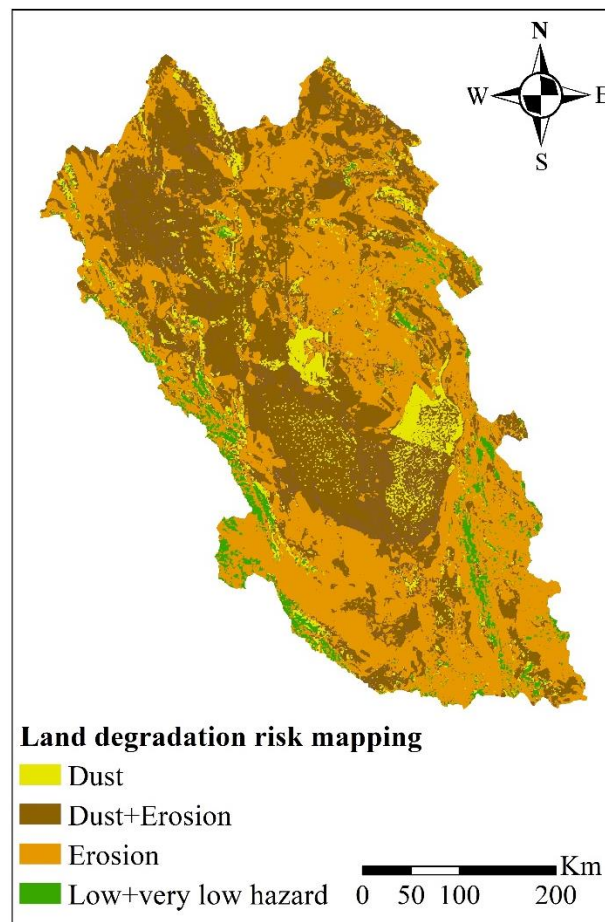 N
W E
S
Land degradation risk mapping
Dust
Dust+Erosion
Erosion
Low+very low hazard
Km
0 50 100 200